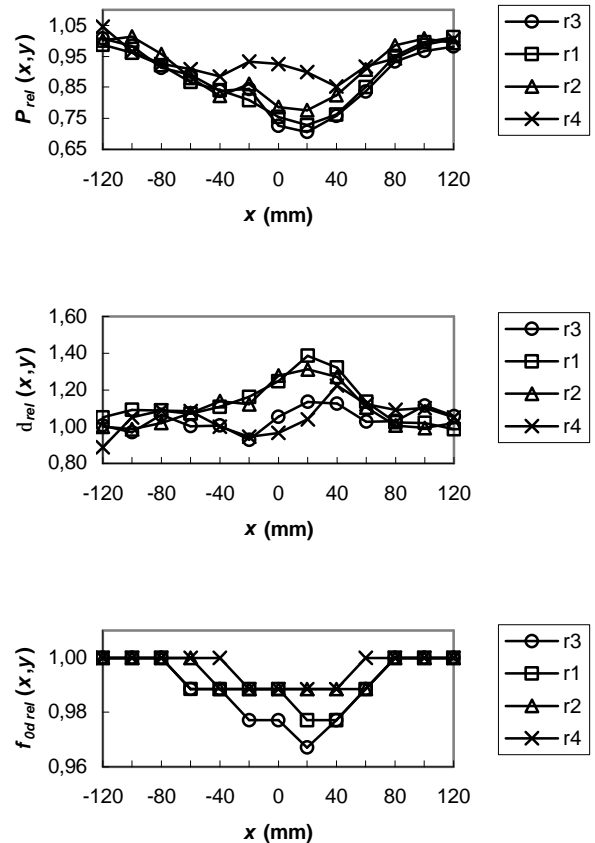 P rel (x,y)
1,05
0,95
0,85
0,75
0,65
-120 -80 -40 0 40 80 120
x (mm)
r3
r1
r2
r4
d rel (x,y)
1,60
1,40
1,20
1,00
0,80
-120 -80 -40 0 40 80 120
x (mm)
r3
r1
r2
r4
f 0d rel (x,y)
1,00
0,98
0,96
-120 -80 -40 0 40 80 120
x (mm)
r3
r1
r2
r4